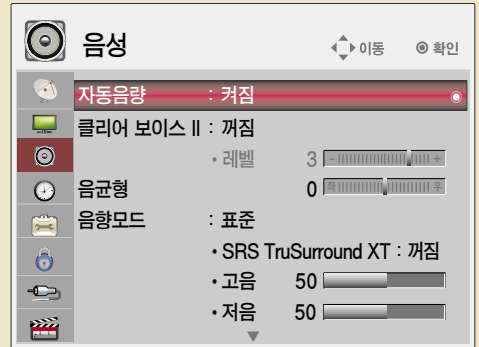 음성 이동 확인
자동음량 : 켜짐
클리어 보이스 II : 꺼짐
• 레벨 3 - +
음균형 0 좌 우
음향모드 : 표준
• SRS TruSurround XT : 꺼짐
• 고음 50
• 저음 50